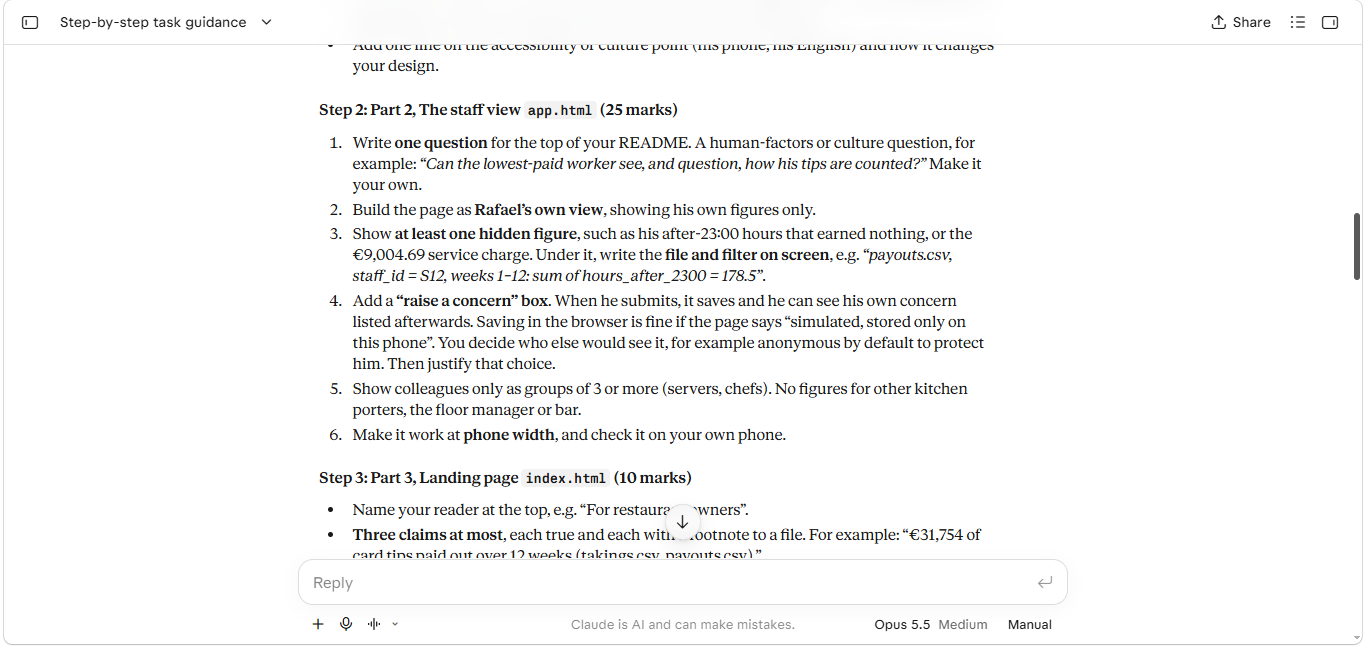 Step-by-step task guidance
Share
Add one line on the accessibility or culture point (his phone, his English) and how it changes
your design.
Step 2: Part 2, The staff view app.html (25 marks)
1. Write one question for the top of your README. A human-factors or culture question, for
example: “Can the lowest-paid worker see, and question, how his tips are counted?” Make it
your own.
2. Build the page as Rafael’s own view, showing his own figures only.
3. Show at least one hidden figure, such as his after-23:00 hours that earned nothing, or the
€9,004.69 service charge. Under it, write the file and filter on screen, e.g. “payouts.csv,
staff_id = S12, weeks 1–12: sum of hours_after_2300 = 178.5”.
4. Add a “raise a concern” box. When he submits, it saves and he can see his own concern
listed afterwards. Saving in the browser is fine if the page says “simulated, stored only on
this phone”. You decide who else would see it, for example anonymous by default to protect
him. Then justify that choice.
5. Show colleagues only as groups of 3 or more (servers, chefs). No figures for other kitchen
porters, the floor manager or bar.
6. Make it work at phone width, and check it on your own phone.
Step 3: Part 3, Landing page index.html (10 marks)
• Name your reader at the top, e.g. “For restaurant owners”.
• Three claims at most, each true and each with footnote to a file. For example: “€31,754 of
card tips paid out over 12 weeks (takings.csv, payouts.csv).”
Reply
Claude is AI and can make mistakes.
Opus 5.5 Medium
Manual